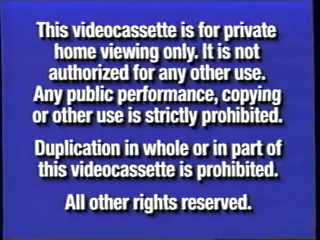 This videocassette is for private
home viewing only. It is not
authorized for any other use.
Any public performance, copying
or other use is strictly prohibited.
Duplication in whole or in part of
this videocassette is prohibited.
All other rights reserved.